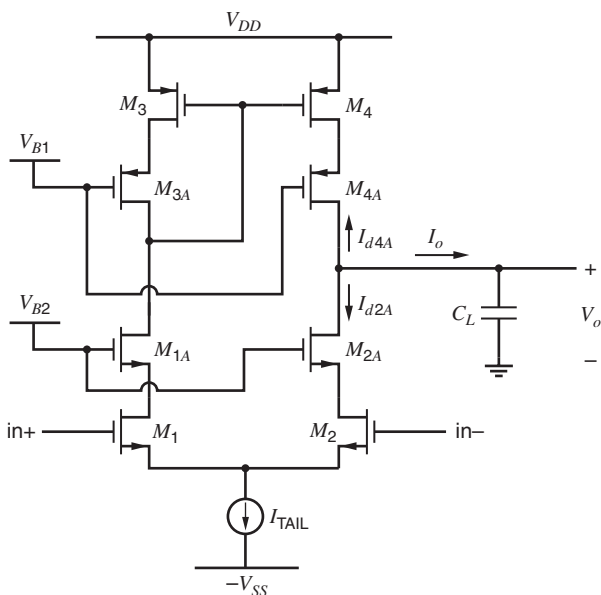 V_DD
M_3
M_4
V_B1
M_3A
M_4A
I_d4A
I_o
+
V_B2
I_d2A
C_L
V_o
M_1A
M_2A
–
in+
M_1
M_2
in–
I_TAIL
–V_SS